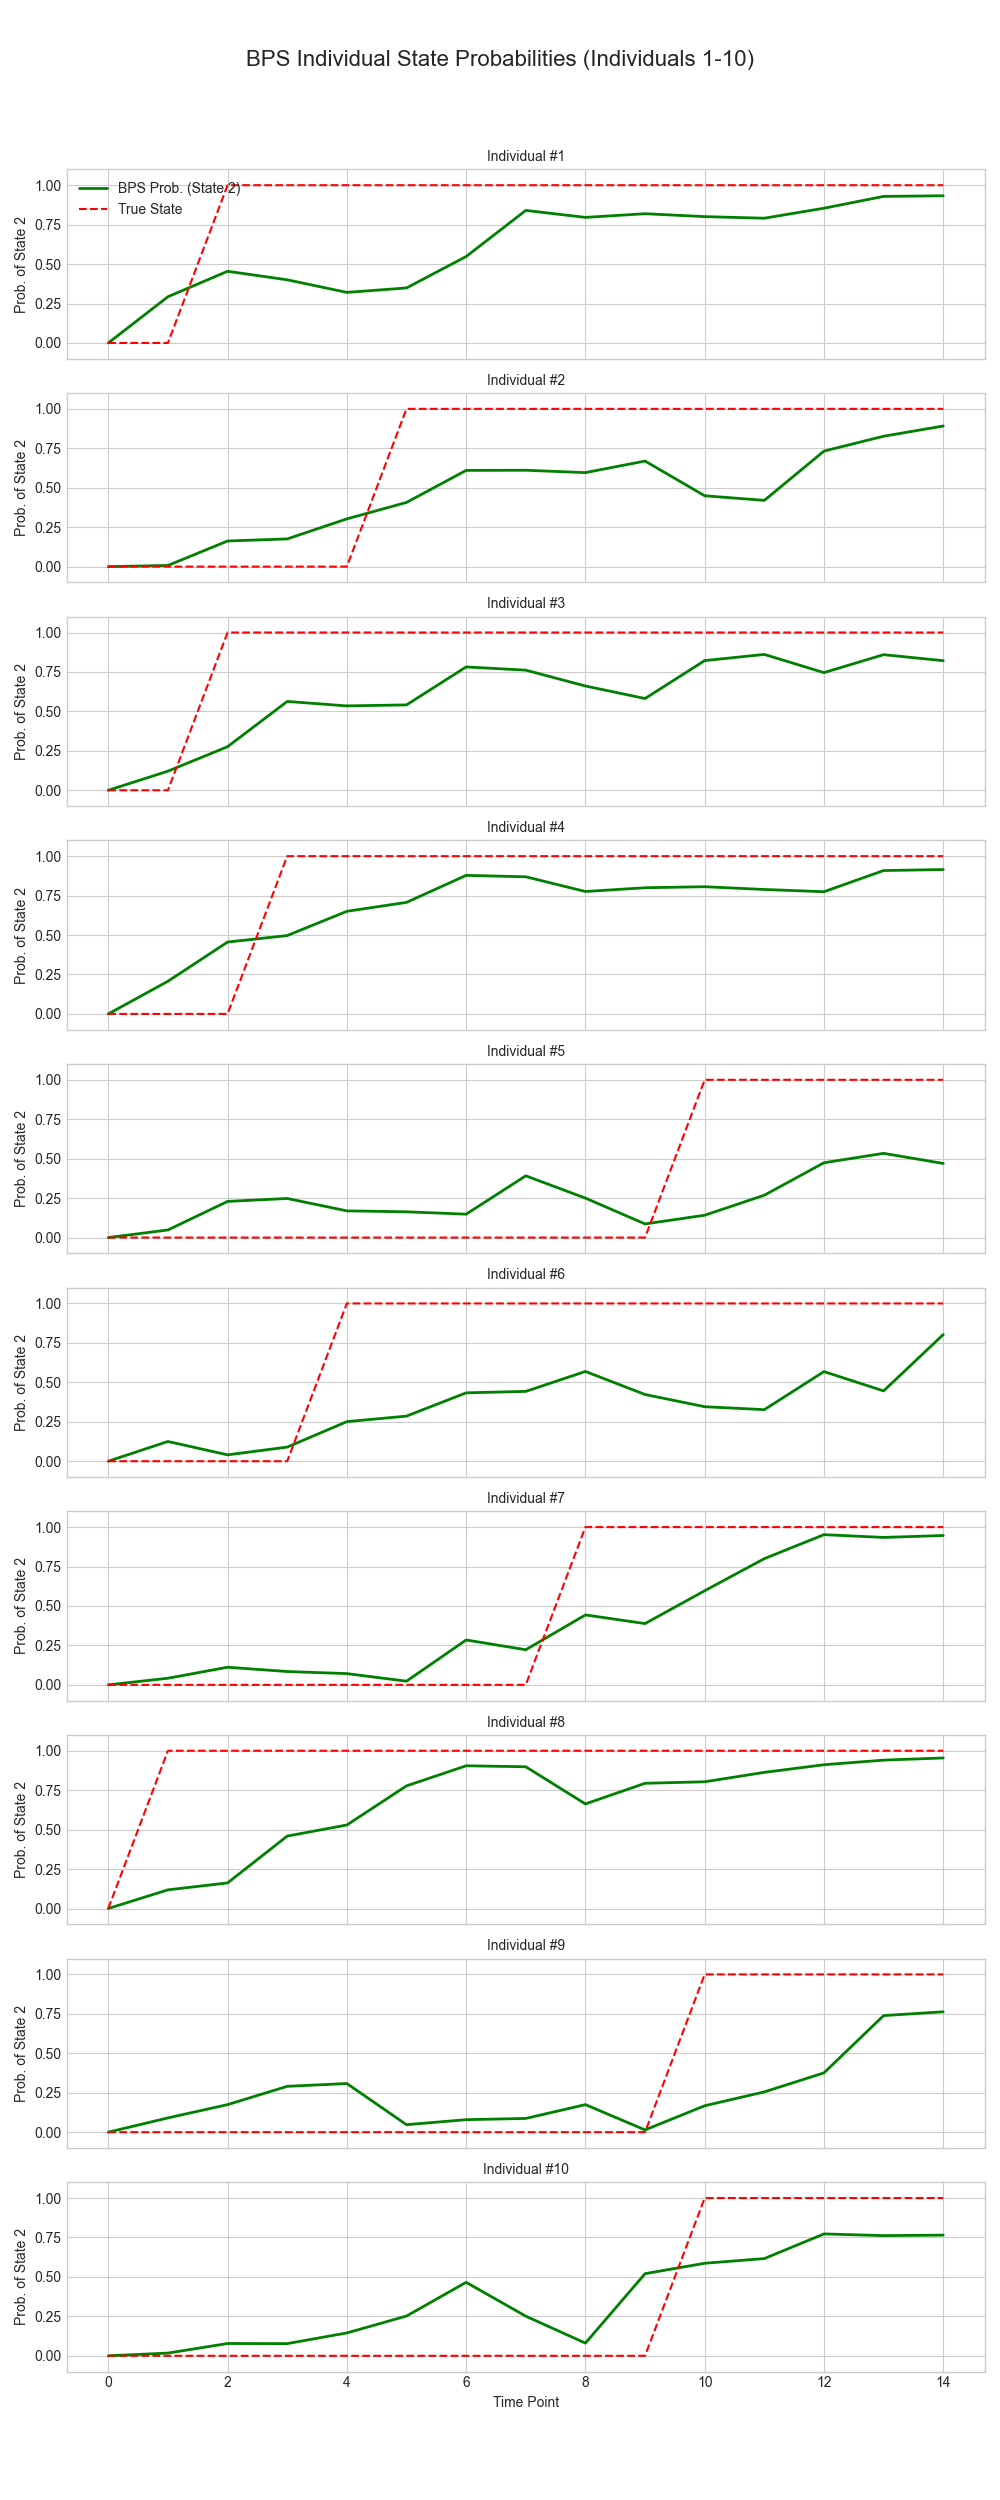 BPS Individual State Probabilities (Individuals 1-10)
Individual #1
BPS Prob. (State 2)
True State
Prob. of State 2
1.00
0.75
0.50
0.25
0.00
Individual #2
Prob. of State 2
1.00
0.75
0.50
0.25
0.00
Individual #3
Prob. of State 2
1.00
0.75
0.50
0.25
0.00
Individual #4
Prob. of State 2
1.00
0.75
0.50
0.25
0.00
Individual #5
Prob. of State 2
1.00
0.75
0.50
0.25
0.00
Individual #6
Prob. of State 2
1.00
0.75
0.50
0.25
0.00
Individual #7
Prob. of State 2
1.00
0.75
0.50
0.25
0.00
Individual #8
Prob. of State 2
1.00
0.75
0.50
0.25
0.00
Individual #9
Prob. of State 2
1.00
0.75
0.50
0.25
0.00
Individual #10
Prob. of State 2
1.00
0.75
0.50
0.25
0.00
0 2 4 6 8 10 12 14
Time Point